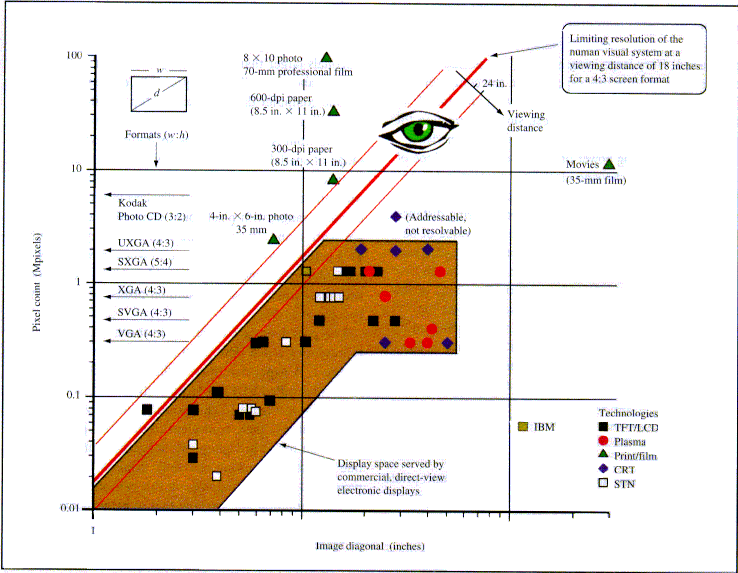 Limiting resolution of the
human visual system at a
viewing distance of 18 inches
for a 4:3 screen format
100
8 × 10 photo
70-mm professional film
w
d
24 in.
600-dpi paper
(8.5 in. × 11 in.)
Viewing
distance
Formats (w:h)
300-dpi paper
(8.5 in. × 11 in.)
Movies
(35-mm film)
10
Kodak
Photo CD (3:2)
4-in. × 6-in. photo
35 mm
(Addressable,
not resolvable)
UXGA (4:3)
SXGA (5:4)
1
XGA (4:3)
SVGA (4:3)
VGA (4:3)
Pixel count (Mpixels)
0.1
IBM
Technologies
TFT/LCD
Plasma
Print/film
CRT
STN
Display space served by
commercial, direct-view
electronic displays
0.01
1
Image diagonal (inches)